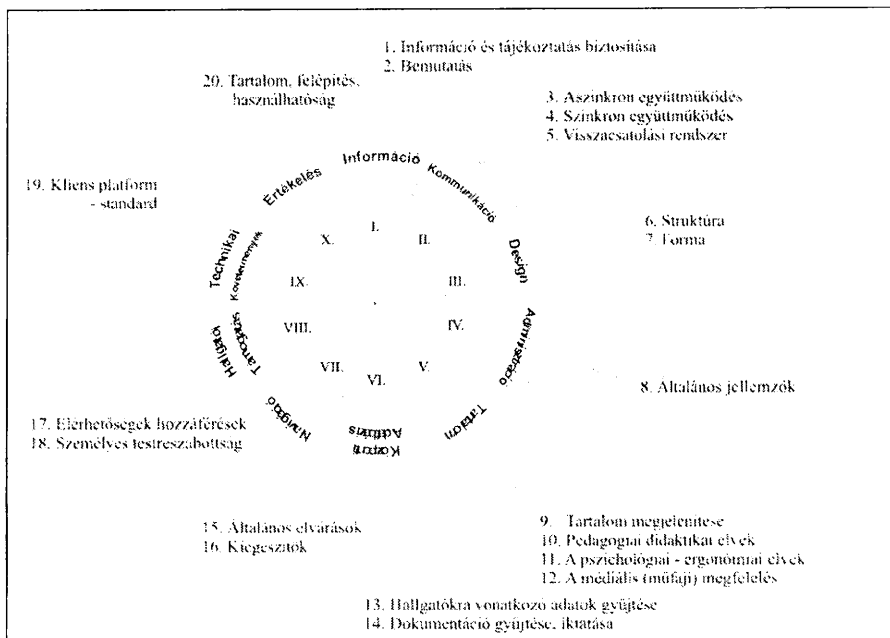 1. Információ és tájékoztatás biztosítása
2. Bemutatás
20. Tartalom, felépítés,
használhatóság
3. Aszinkron együttműködés
4. Szinkron együttműködés
5. Visszacsatolási rendszer
19. Kliens platform
- standard
6. Struktúra
7. Forma
Információ
Kommunikáció
Design
Adminisztráció
Tartalom
Központi
Adattárház
Navigáció
Hallgatói
Támogatás
Technikai
Követelmények
Értékelés
I.
II.
III.
IV.
V.
VI.
VII.
VIII.
IX.
X.
8. Általános jellemzők
17. Elérhetőségek hozzáférések
18. Személyes testreszabottság
15. Általános elvárások
16. Kiegészítők
9. Tartalom megjelenítése
10. Pedagógiai didaktikai elvek
11. A pszichológiai - ergonómiai elvek
12. A médiális (műfaji) megfelelés
13. Hallgatókra vonatkozó adatok gyűjtése
14. Dokumentáció gyűjtése, iktatása